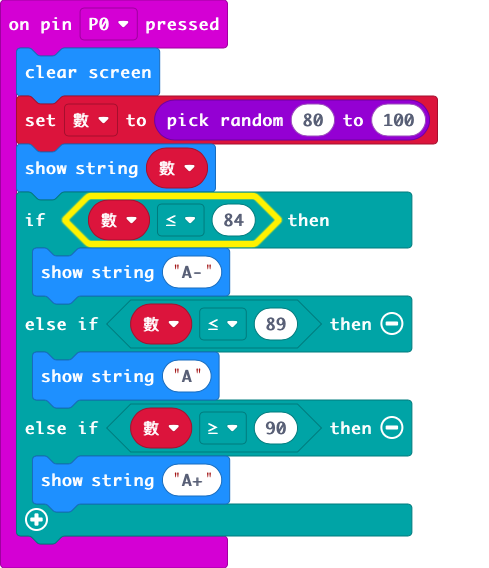 on pin P0 pressed
clear screen
set 數 to pick random 80 to 100
show string 數
if 數 ≤ 84 then
show string "A-"
else if 數 ≤ 89 then
show string "A"
else if 數 ≥ 90 then
show string "A+"